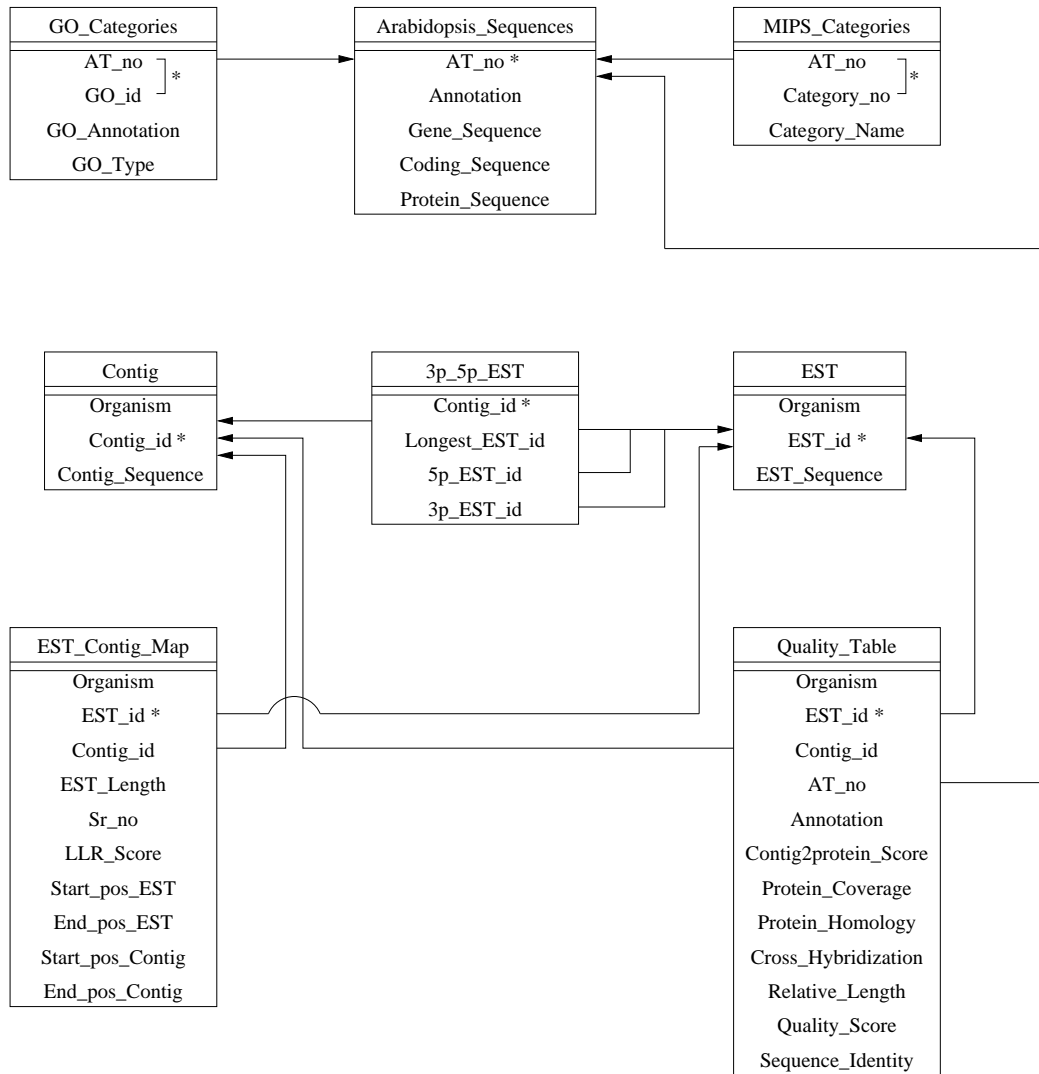 GO_Categories
AT_no
GO_id
*
GO_Annotation
GO_Type
Arabidopsis_Sequences
AT_no *
Annotation
Gene_Sequence
Coding_Sequence
Protein_Sequence
MIPS_Categories
AT_no
Category_no
*
Category_Name
Contig
Organism
Contig_id *
Contig_Sequence
3p_5p_EST
Contig_id *
Longest_EST_id
5p_EST_id
3p_EST_id
EST
Organism
EST_id *
EST_Sequence
EST_Contig_Map
Organism
EST_id *
Contig_id
EST_Length
Sr_no
LLR_Score
Start_pos_EST
End_pos_EST
Start_pos_Contig
End_pos_Contig
Quality_Table
Organism
EST_id *
Contig_id
AT_no
Annotation
Contig2protein_Score
Protein_Coverage
Protein_Homology
Cross_Hybridization
Relative_Length
Quality_Score
Sequence_Identity